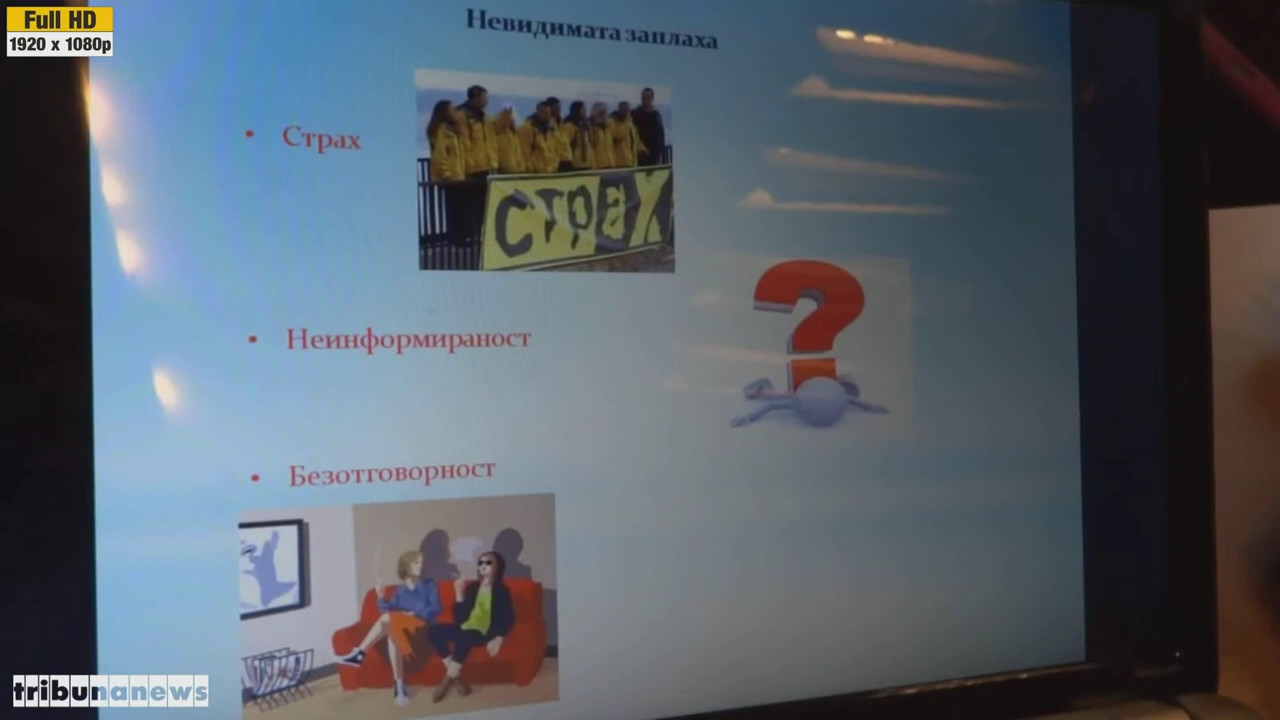 Full HD
1920 x 1080p
Невидимата заплаха
• Страх
страх
• Неинформираност
?
• Безотговорност
tribunanews